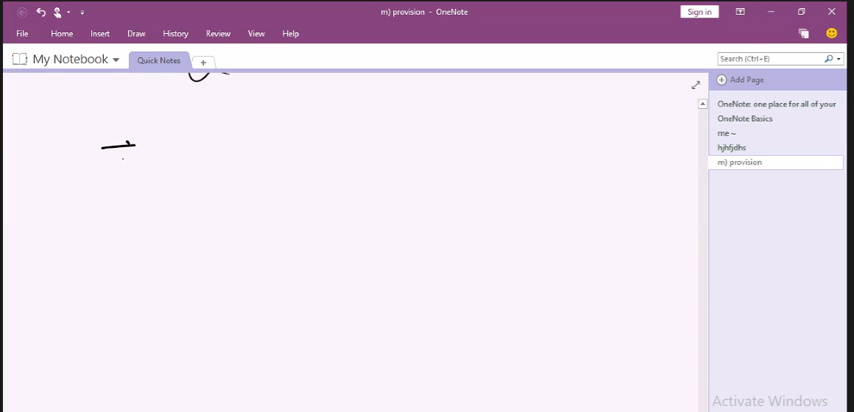 m) provision - OneNote
Sign in
File Home Insert Draw History Review View Help
My Notebook Quick Notes +
Search (Ctrl+E)
Add Page
OneNote: one place for all of your
OneNote Basics
me ~
hjhfjdhs
m) provision
Activate Windows